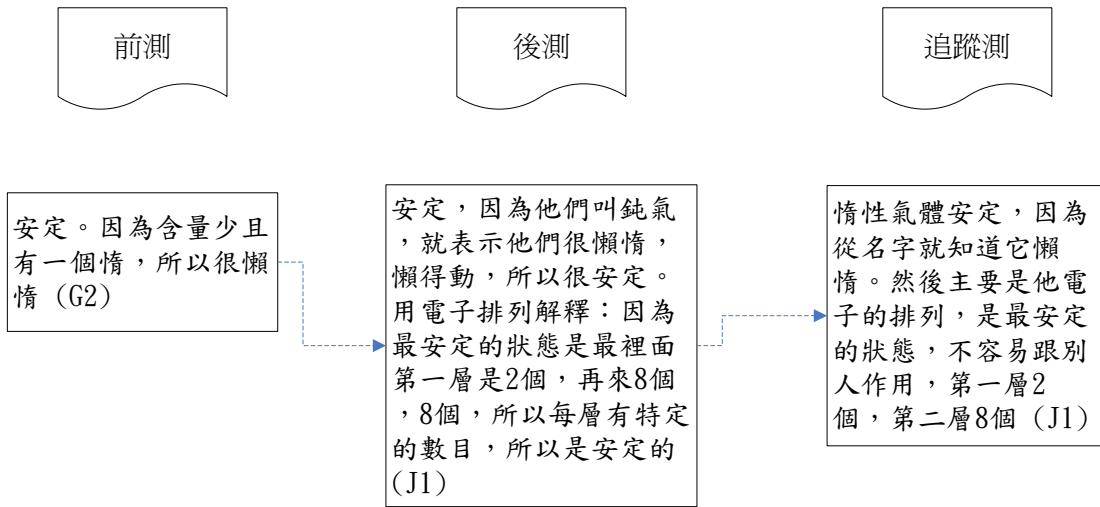 前測
後測
追蹤測
安定。因為含量少且
有一個惰，所以很懶
惰（G2）
安定，因為他們叫鈍氣
，就表示他們很懶惰，
懶得動，所以很安定。
用電子排列解釋：因為
最安定的狀態是最裡面
第一層是2個，再來8個
，8個，所以每層有特定
的數目，所以是安定的
(J1)
惰性氣體安定，因為
從名字就知道它懶
惰。然後主要是他電
子的排列，是最安定
的狀態，不容易跟別
人作用，第一層2
個，第二層8個（J1）